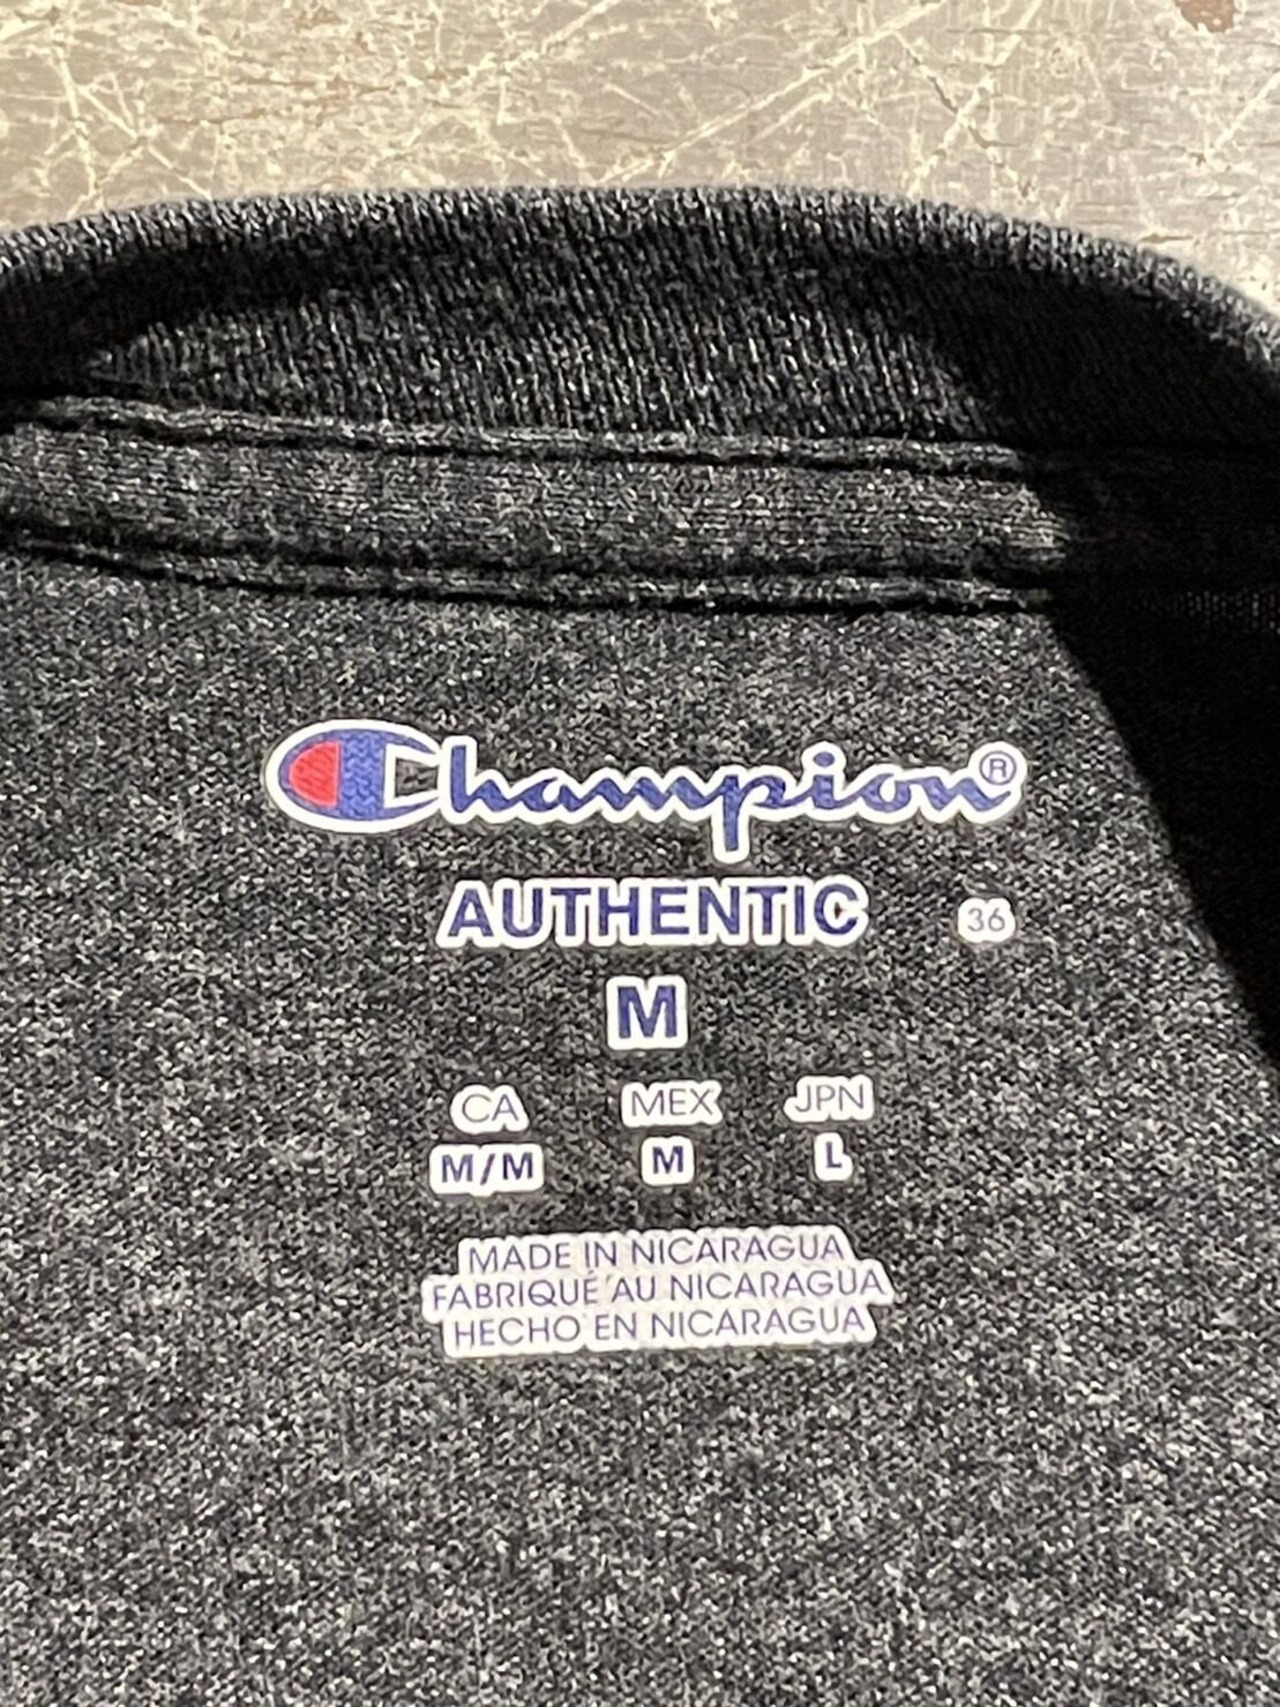 Champion®
AUTHENTIC 36
M
CA MEX JPN
M/M M L
MADE IN NICARAGUA
FABRIQUÉ AU NICARAGUA
HECHO EN NICARAGUA